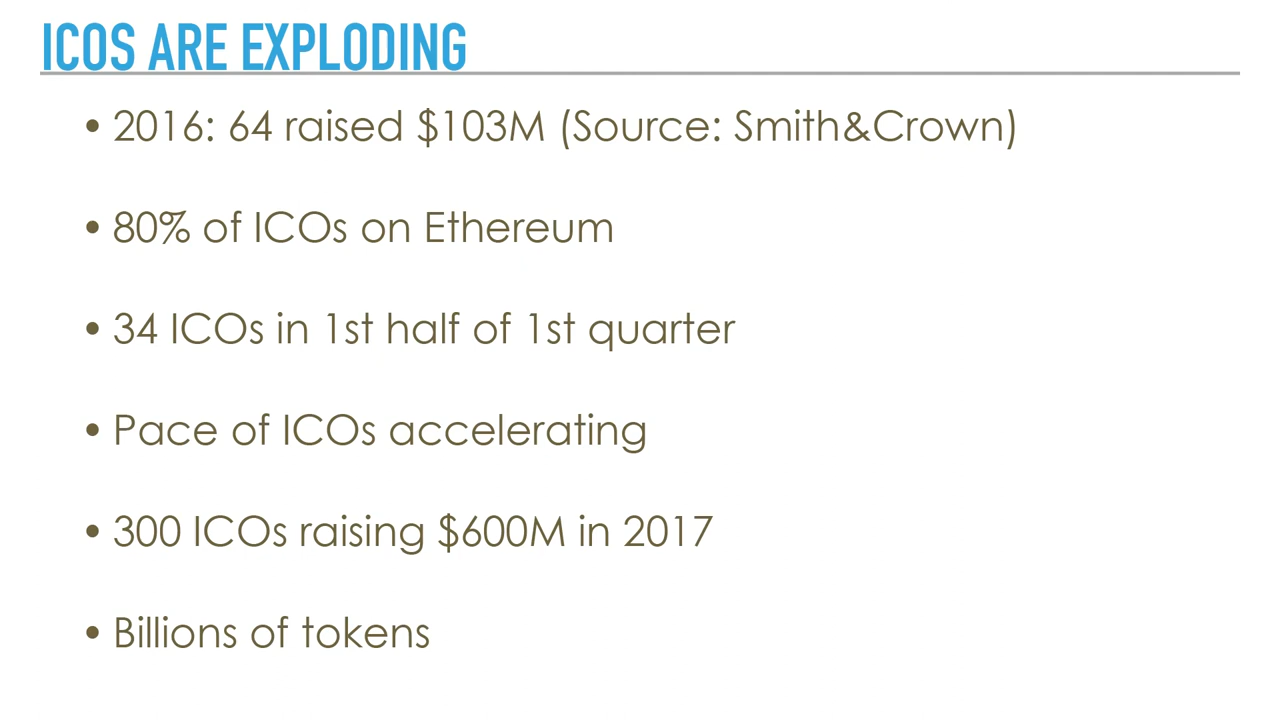 ICOS ARE EXPLODING
• 2016: 64 raised $103M (Source: Smith&Crown)
• 80% of ICOs on Ethereum
• 34 ICOs in 1st half of 1st quarter
• Pace of ICOs accelerating
• 300 ICOs raising $600M in 2017
• Billions of tokens